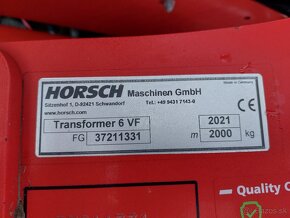 HORSCH Maschinen GmbH
Sitzenhof 1, D-92421 Schwandorf Tel.: +49 9431 7143-0
www.horsch.com Made in Germany
Transformer 6 VF 2021
FG 37211331 m 2000 kg
Quality C